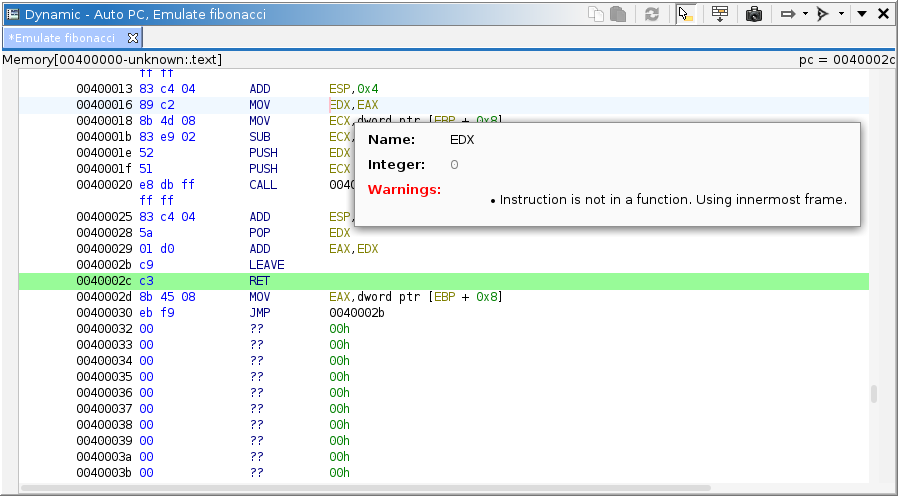 Dynamic - Auto PC, Emulate fibonacci
*Emulate fibonacci
Memory[00400000-unknown:.text] pc = 0040002c
ff ff
00400013 83 c4 04 ADD ESP,0x4
00400016 89 c2 MOV EDX,EAX
00400018 8b 4d 08 MOV ECX,dword ptr [EBP + 0x8]
0040001b 83 e9 02 SUB ECX,
0040001e 52 PUSH EDX
0040001f 51 PUSH ECX
00400020 e8 db ff CALL 0040
ff ff
00400025 83 c4 04 ADD ESP,
00400028 5a POP EDX
00400029 01 d0 ADD EAX,EDX
0040002b c9 LEAVE
0040002c c3 RET
0040002d 8b 45 08 MOV EAX,dword ptr [EBP + 0x8]
00400030 eb f9 JMP 0040002b
00400032 00 ?? 00h
00400033 00 ?? 00h
00400034 00 ?? 00h
00400035 00 ?? 00h
00400036 00 ?? 00h
00400037 00 ?? 00h
00400038 00 ?? 00h
00400039 00 ?? 00h
0040003a 00 ?? 00h
0040003b 00 ?? 00h
Name: EDX
Integer: 0
Warnings:
• Instruction is not in a function. Using innermost frame.